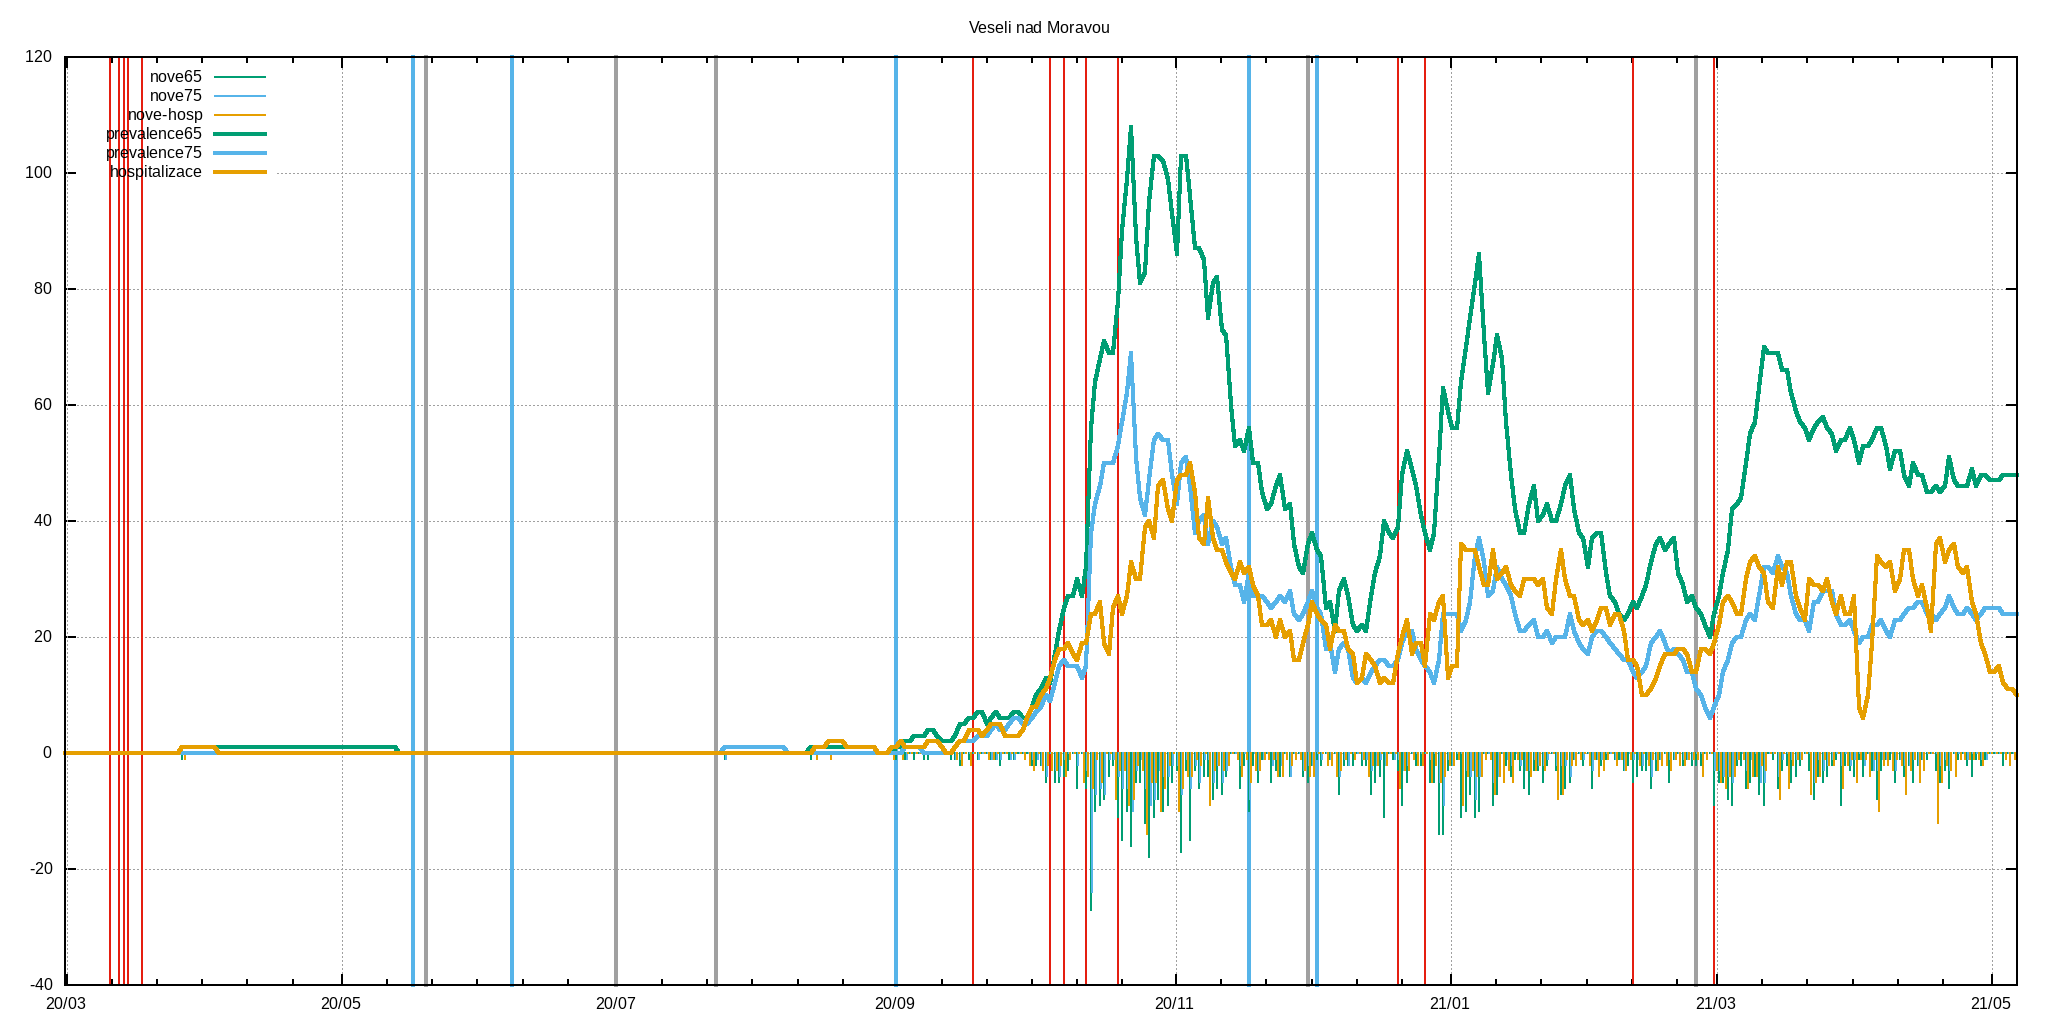 Veseli nad Moravou
120
100
80
60
40
20
0
-20
-40
nove65
nove75
nove-hosp
prevalence65
prevalence75
hospitalizace
20/03 20/05 20/07 20/09 20/11 21/01 21/03 21/05